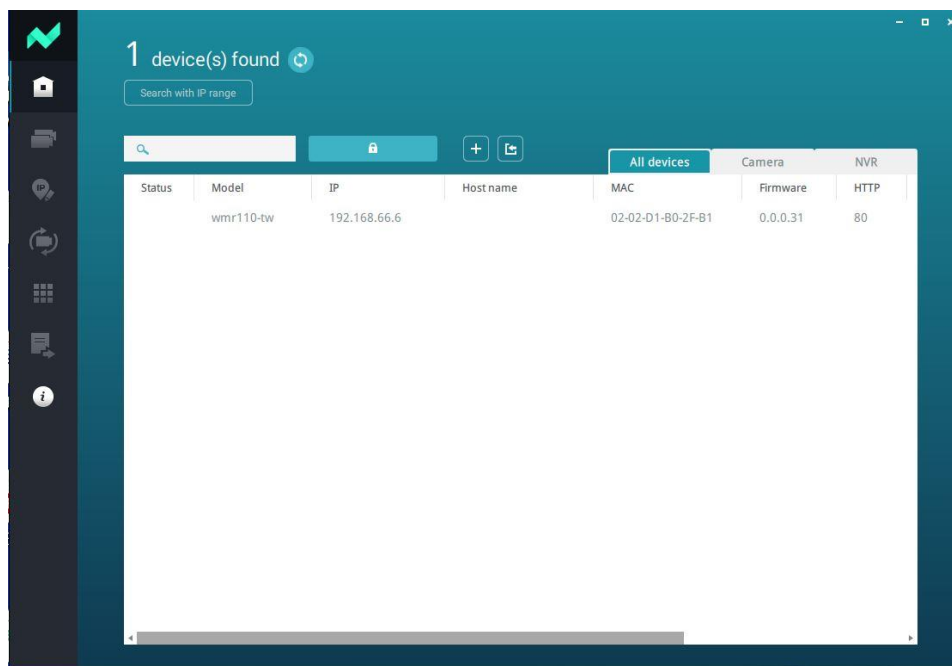 1 device(s) found
Search with IP range
All devices Camera NVR
Status Model IP Host name MAC Firmware HTTP
wmr110-tw 192.168.66.6 02-02-D1-B0-2F-B1 0.0.0.31 80
IP
i